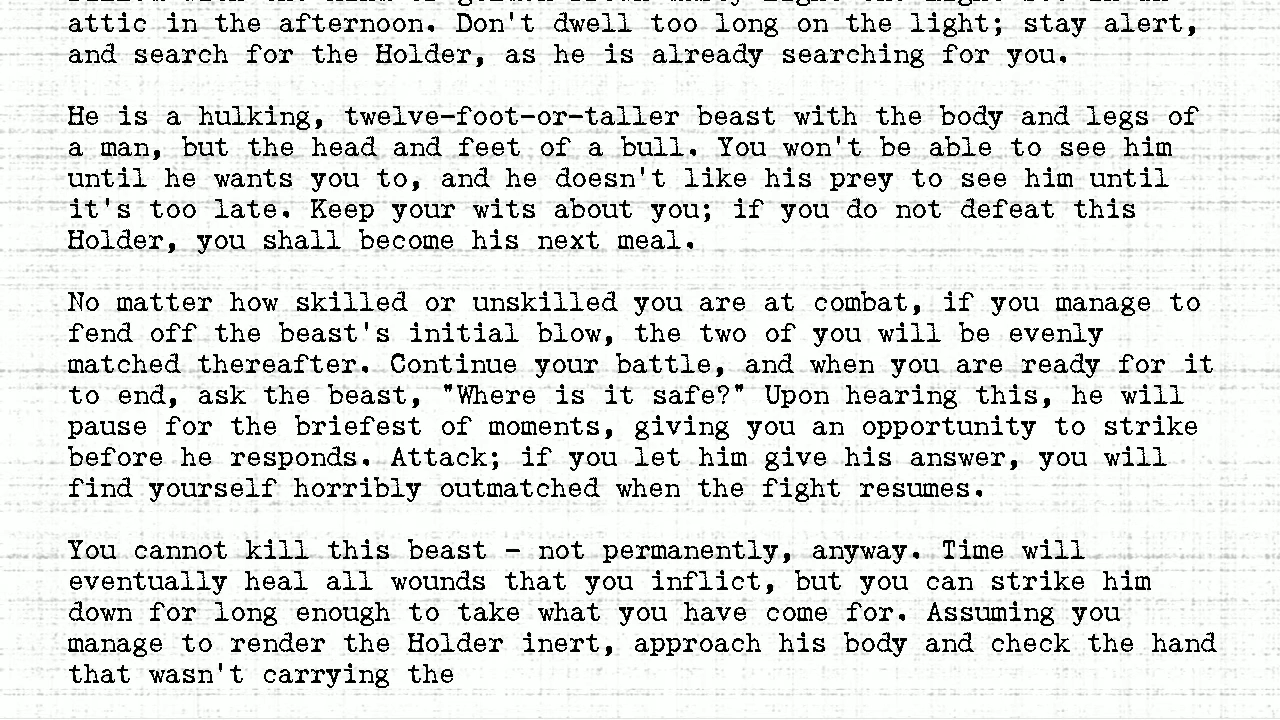 attic in the afternoon. Don't dwell too long on the light; stay alert,
and search for the Holder, as he is already searching for you.
He is a hulking, twelve-foot-or-taller beast with the body and legs of
a man, but the head and feet of a bull. You won't be able to see him
until he wants you to, and he doesn't like his prey to see him until
it's too late. Keep your wits about you; if you do not defeat this
Holder, you shall become his next meal.
No matter how skilled or unskilled you are at combat, if you manage to
fend off the beast's initial blow, the two of you will be evenly
matched thereafter. Continue your battle, and when you are ready for it
to end, ask the beast, "Where is it safe?" Upon hearing this, he will
pause for the briefest of moments, giving you an opportunity to strike
before he responds. Attack; if you let him give his answer, you will
find yourself horribly outmatched when the fight resumes.
You cannot kill this beast - not permanently, anyway. Time will
eventually heal all wounds that you inflict, but you can strike him
down for long enough to take what you have come for. Assuming you
manage to render the Holder inert, approach his body and check the hand
that wasn't carrying the